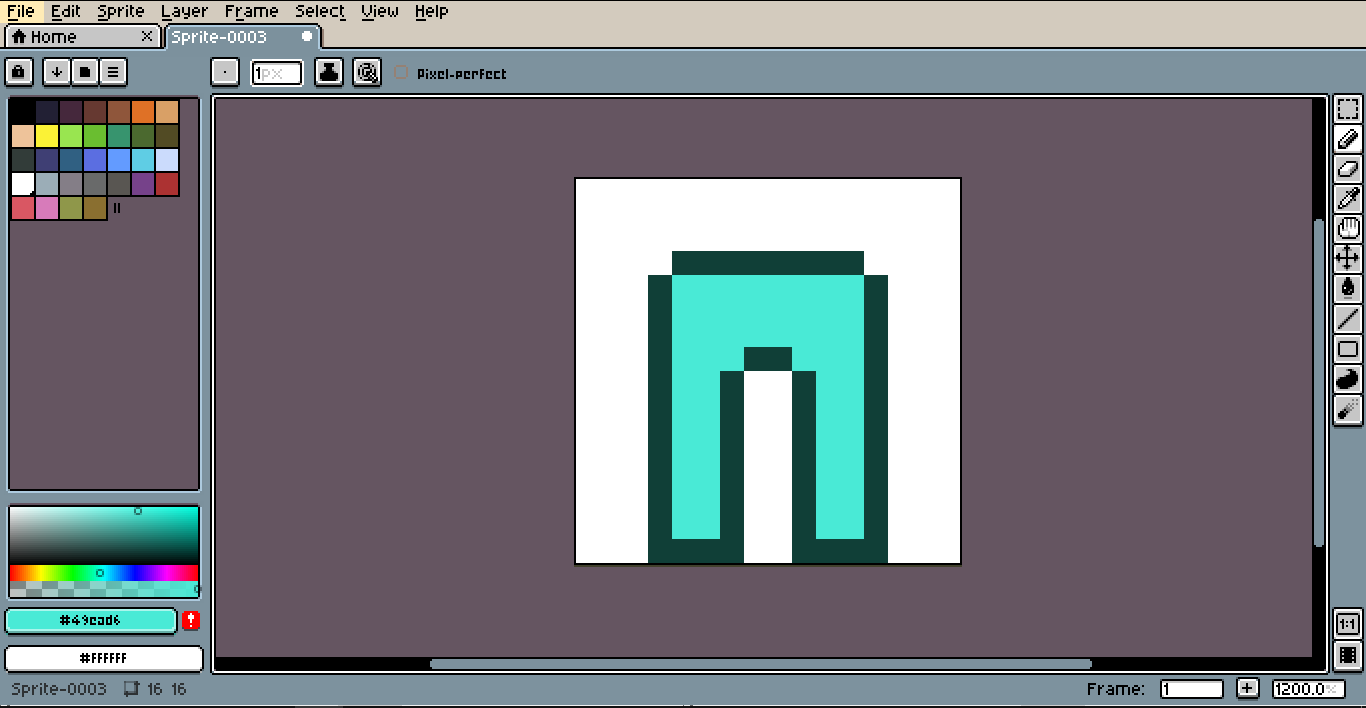 File Edit Sprite Layer Frame Select View Help
Home Sprite-0003
1px Pixel-perfect
#49ead6
#FFFFFF
1:1
Sprite-0003 16 16 Frame: 1 1200.0%